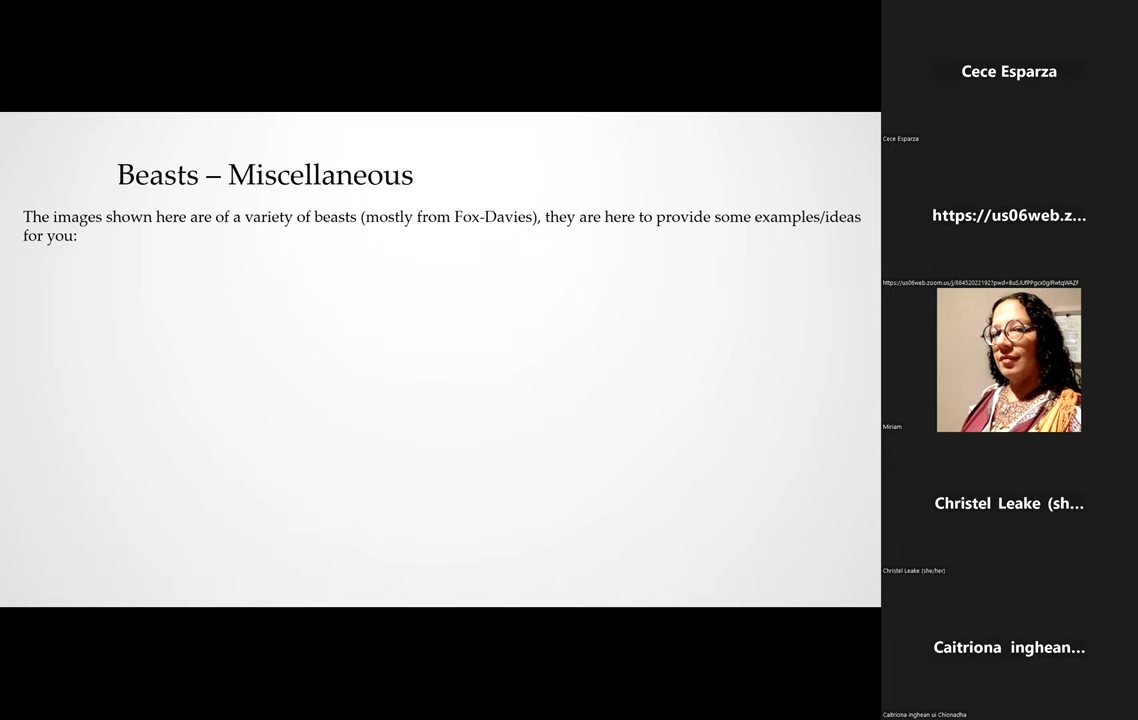 Beasts – Miscellaneous
The images shown here are of a variety of beasts (mostly from Fox-Davies), they are here to provide some examples/ideas
for you:
Cece Esparza
Cece Esparza
https://us06web.z...
Miriam
Christel Leake (sh...
Christel Leake (she/her)
Caitriona inghean...
Caitriona inghean ui Chionadha